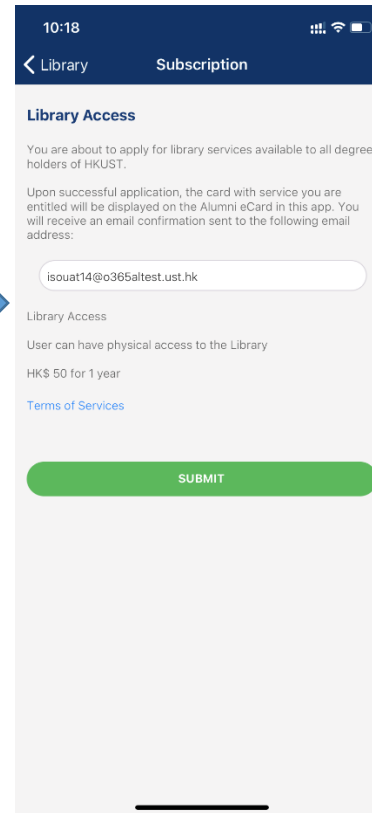 10:18
Library
Subscription
Library Access
You are about to apply for library services available to all degree
holders of HKUST.
Upon successful application, the card with service you are
entitled will be displayed on the Alumni eCard in this app. You
will receive an email confirmation sent to the following email
address:
isouat14@o365altest.ust.hk
Library Access
User can have physical access to the Library
HK$ 50 for 1 year
Terms of Services
SUBMIT